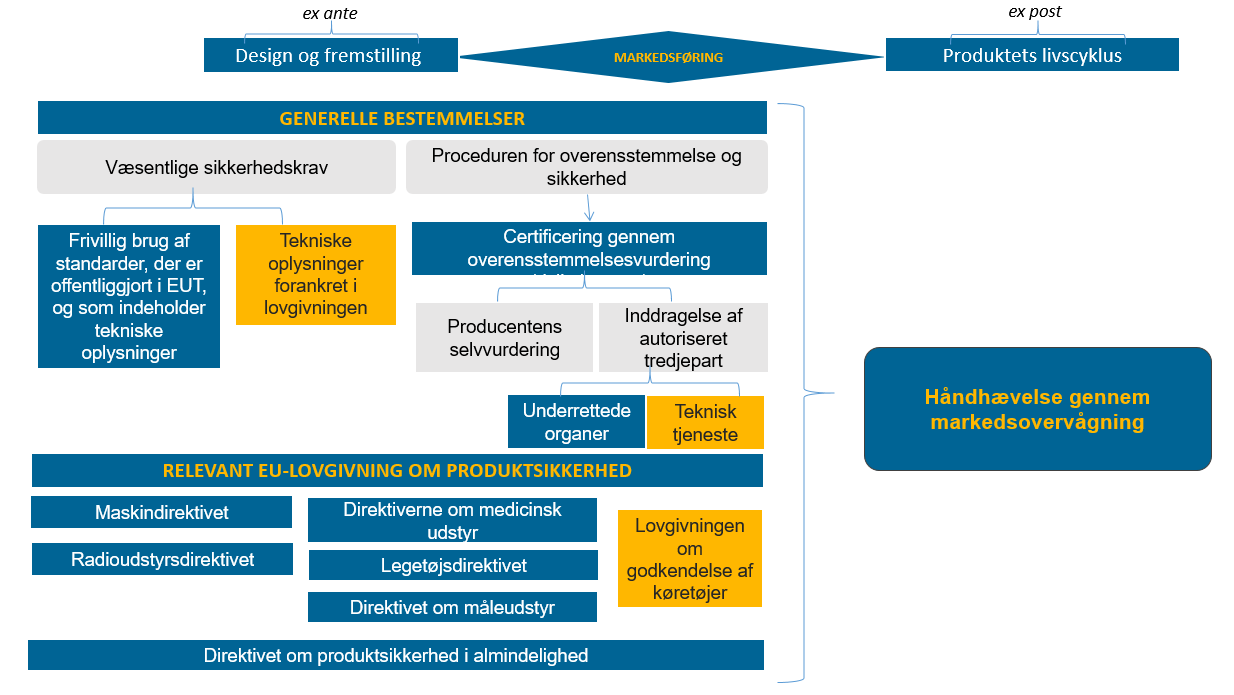 ex ante
ex post
Design og fremstilling
MARKEDSFØRING
Produktets livscyklus
GENERELLE BESTEMMELSER
Væsentlige sikkerhedskrav
Proceduren for overensstemmelse og
sikkerhed
Frivillig brug af
standarder, der er
offentliggjort i EUT,
og som indeholder
tekniske
oplysninger
Tekniske
oplysninger
forankret i
lovgivningen
Certificering gennem
overensstemmelsesvurdering
Producentens
selvvurdering
Inddragelse af
autoriseret
tredjepart
Underrettede
organer
Teknisk
tjeneste
Håndhævelse gennem
markedsovervågning
RELEVANT EU-LOVGIVNING OM PRODUKTSIKKERHED
Maskindirektivet
Radioudstyrsdirektivet
Direktiverne om medicinsk
udstyr
Legetøjsdirektivet
Direktivet om måleudstyr
Lovgivningen
om
godkendelse af
køretøjer
Direktivet om produktsikkerhed i almindelighed